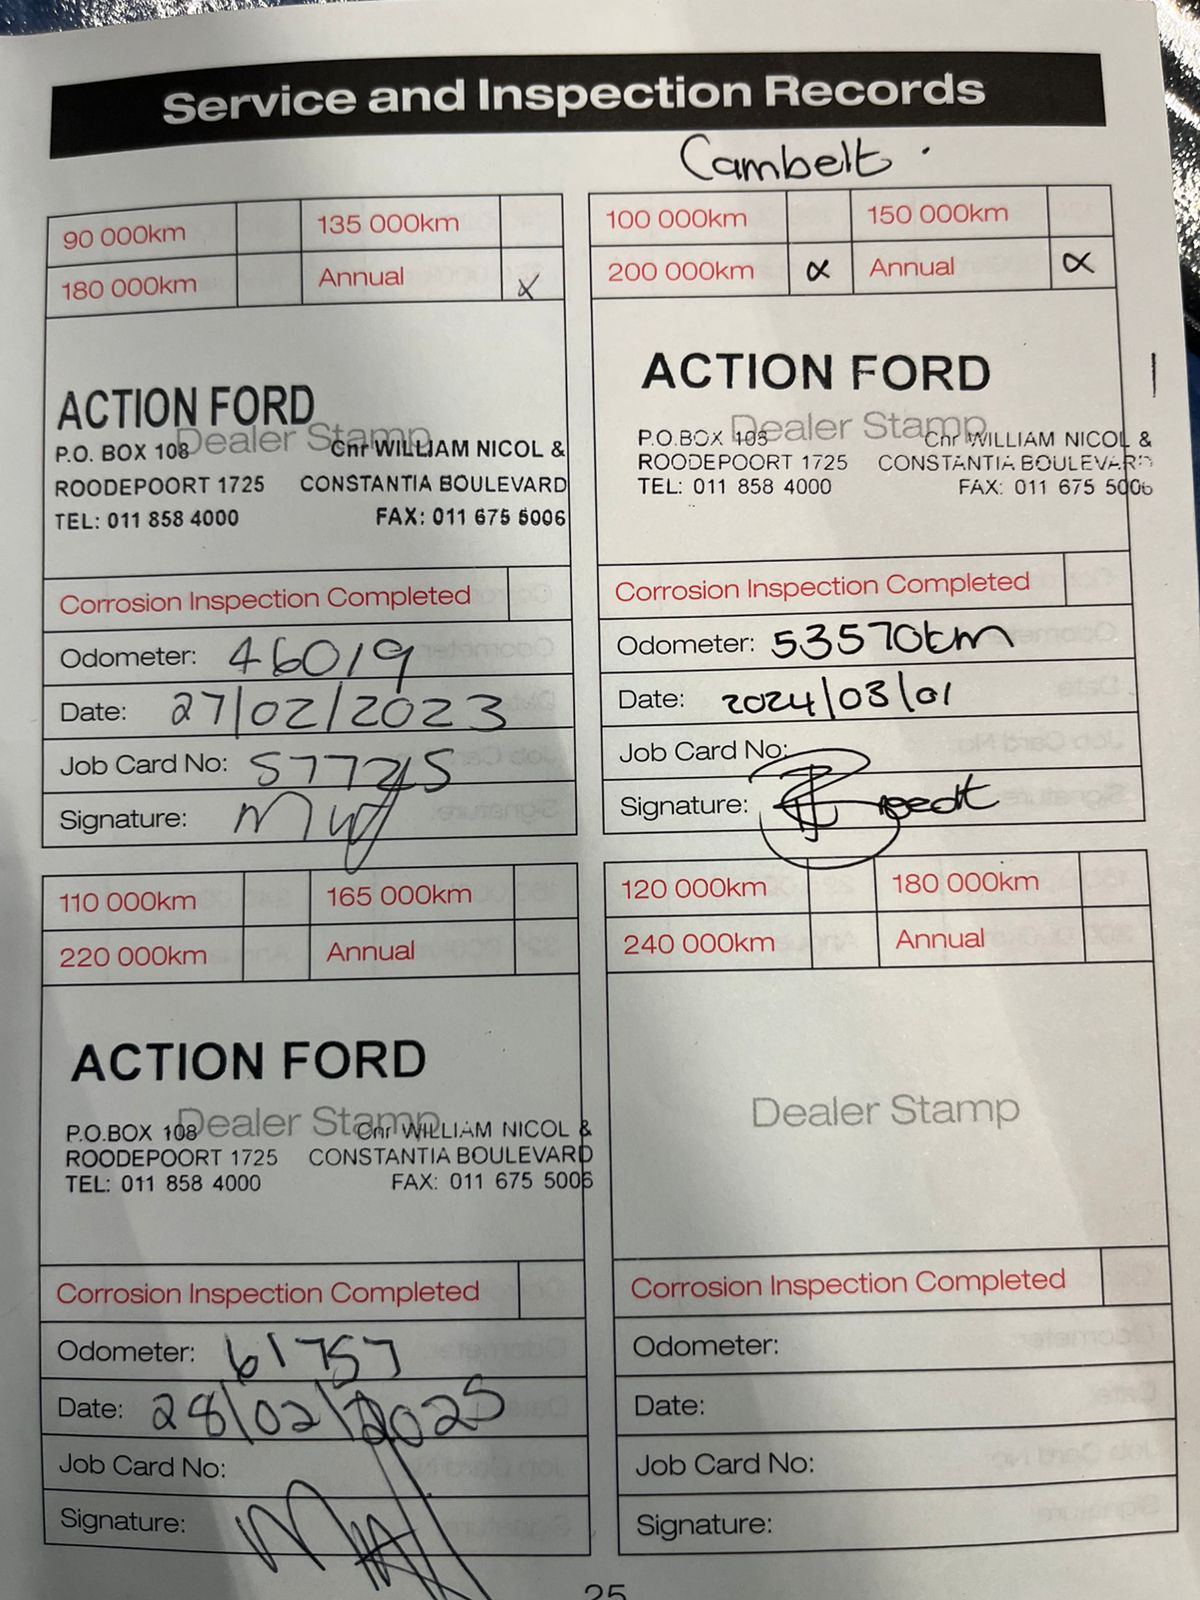 Service and Inspection Records
Cambelt.
90 000km 135 000km
180 000km Annual x
ACTION FORD
Dealer Stamp
P.O. BOX 108 Cnr WILLIAM NICOL &
ROODEPOORT 1725 CONSTANTIA BOULEVARD
TEL: 011 858 4000 FAX: 011 675 5006
Corrosion Inspection Completed
Odometer: 46019
Date: 27/02/2023
Job Card No:
Signature:
100 000km 150 000km
200 000km x Annual x
ACTION FORD
Dealer Stamp
P.O.BOX 108 Cnr WILLIAM NICOL &
ROODEPOORT 1725 CONSTANTIA BOULEVARD
TEL: 011 858 4000 FAX: 011 675 5006
Corrosion Inspection Completed
Odometer: 53570km
Date: 2024/03/01
Job Card No:
Signature:
110 000km 165 000km
220 000km Annual
ACTION FORD
Dealer Stamp
P.O.BOX 108 Cnr WILLIAM NICOL &
ROODEPOORT 1725 CONSTANTIA BOULEVARD
TEL: 011 858 4000 FAX: 011 675 5006
Corrosion Inspection Completed
Odometer: 61757
Date: 28/02/2025
Job Card No:
Signature:
120 000km 180 000km
240 000km Annual
Dealer Stamp
Corrosion Inspection Completed
Odometer:
Date:
Job Card No:
Signature:
25